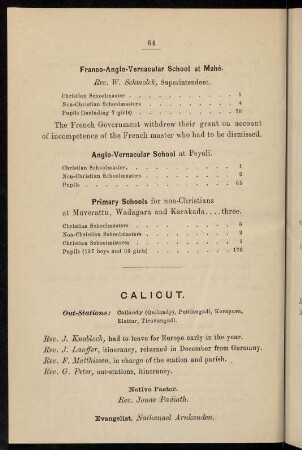 64
Franco-Anglo-Vernacular School at Mahé.
Rev. W. Schmolck, Superintendent.
Christian Schoolmaster 1
Non-Christian Schoolmasters 4
Pupils (including 7 girls) 79
The French Government withdrew their grant on account
of incompetence of the French master who had to be dismissed.
Anglo-Vernacular School at Peyoli.
Christian Schoolmaster 1
Non-Christian Schoolmasters 2
Pupils 65
Primary Schools for non-Christians
at Muverattu, Wadagara and Karakada....three.
Christian Schoolmasters
Non-Christian Schoolmasters
Christian Schoolmistress 1
Pupils (137 boys and 39 girls) 176
CALICUT.
Out-Stations: Coilandy (Quilandy), Puttiangadi, Korapura,
Elattur, Tiruvangadi.
Rev. J. Knobloch, had to leave for Europe early in the year.
Rev. J. Lauffer, itinerancy, returned in December from Germany.
Rev. F. Matthissen, in charge of the station and parish.
Rev. G. Peter, out-stations, itinerancy.
Native Pastor.
Rev. Jonas Padiath.
Evangelist. Nathanael Arukanden.